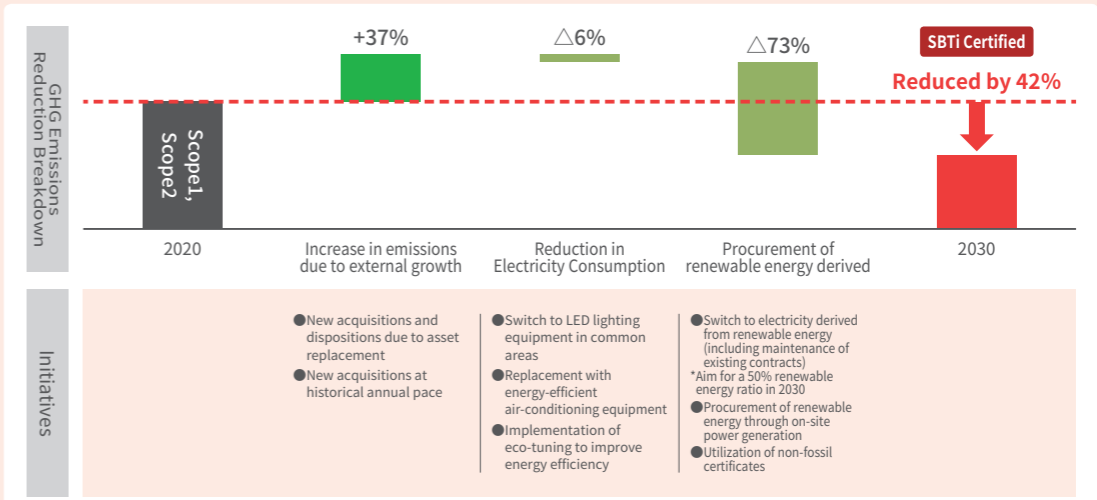 GHG Emissions
Reduction Breakdown
Scope1,
Scope2
+37%
△6%
△73%
SBTi Certified
Reduced by 42%
2020
Increase in emissions
due to external growth
Reduction in
Electricity Consumption
Procurement of
renewable energy derived
2030
Initiatives
●New acquisitions and
dispositions due to asset
replacement
●New acquisitions at
historical annual pace
●Switch to LED lighting
equipment in common
areas
●Replacement with
energy-efficient
air-conditioning equipment
●Implementation of
eco-tuning to improve
energy efficiency
●Switch to electricity derived
from renewable energy
(including maintenance of
existing contracts)
*Aim for a 50% renewable
energy ratio in 2030
●Procurement of renewable
energy through on-site
power generation
●Utilization of non-fossil
certificates